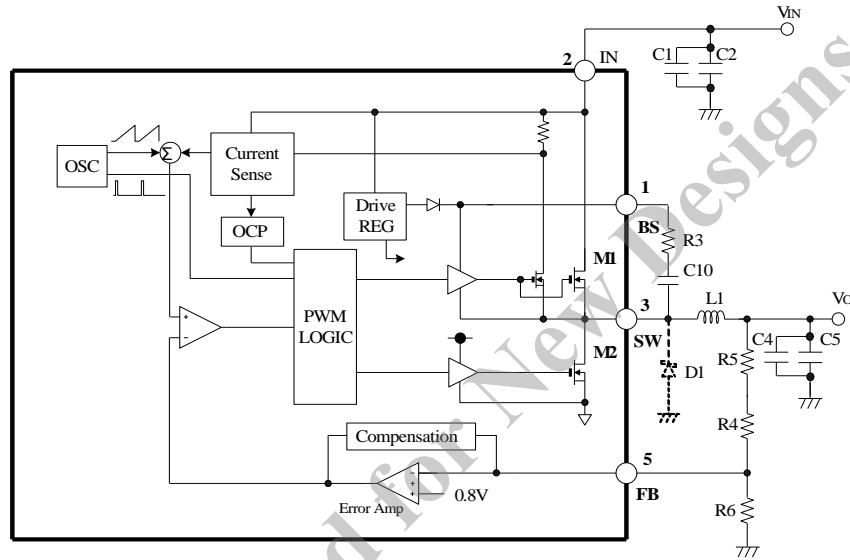 VIN
2 IN
C1 C2
OSC
Σ
Current Sense
1
BS
Drive REG
OCP
R3
M1
C10
PWM LOGIC
L1
VO
3
SW
C4 C5
+
-
M2
R5
D1
R4
Compensation
5
FB
-
+
+
0.8V
Error Amp
R6
d for New Designs